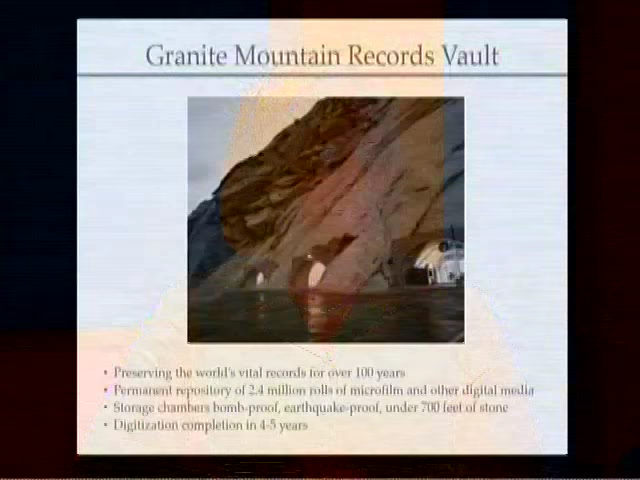 Granite Mountain Records Vault
• Preserving the world's vital records for over 100 years
• Permanent repository of 2.4 million rolls of microfilm and other digital media
• Storage chambers bomb-proof, earthquake-proof, under 700 feet of stone
• Digitization completion in 4-5 years